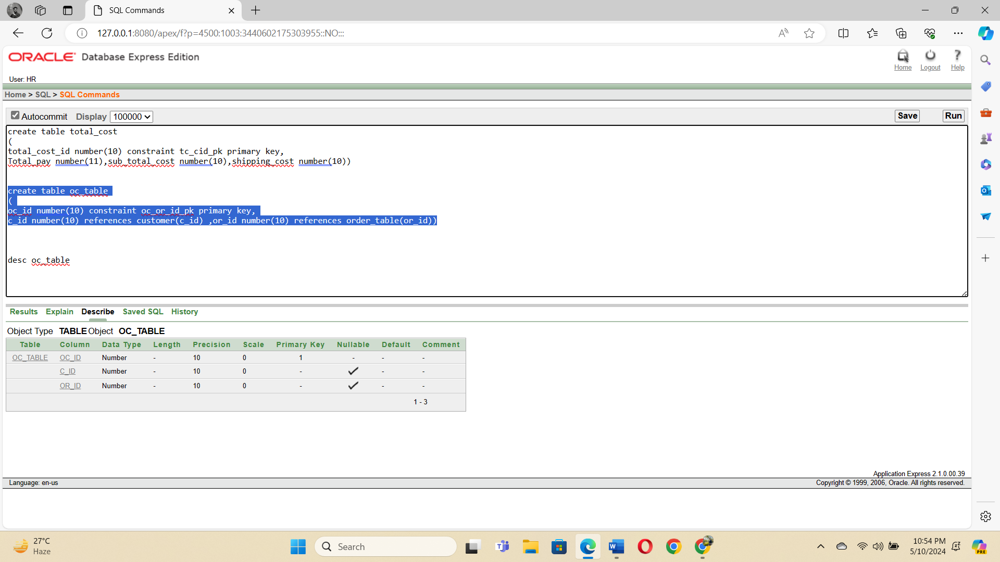 SQL Commands
127.0.0.1:8080/apex/f?p=4500:1003:3440602175303955::NO:::
ORACLE Database Express Edition
Home Logout Help
User: HR
Home > SQL > SQL Commands
Autocommit Display 100000 Save Run
create table total_cost
(
total_cost_id number(10) constraint tc_cid_pk primary key,
Total_pay number(11),sub_total_cost number(10),shipping_cost number(10))
create table oc_table
(
oc_id number(10) constraint oc_or_id_pk primary key,
c_id number(10) references customer(c_id) ,or_id number(10) references order_table(or_id))
desc oc_table
Results Explain Describe Saved SQL History
Object Type TABLE Object OC_TABLE
Table Column Data Type Length Precision Scale Primary Key Nullable Default Comment
OC_TABLE OC_ID Number - 10 0 1 - - -
C_ID Number - 10 0 - - -
OR_ID Number - 10 0 - - -
1 - 3
Application Express 2.1.0.00.39
Language: en-us Copyright © 1999, 2006, Oracle. All rights reserved.
27°C
Haze
Search
10:54 PM
5/10/2024
PRE